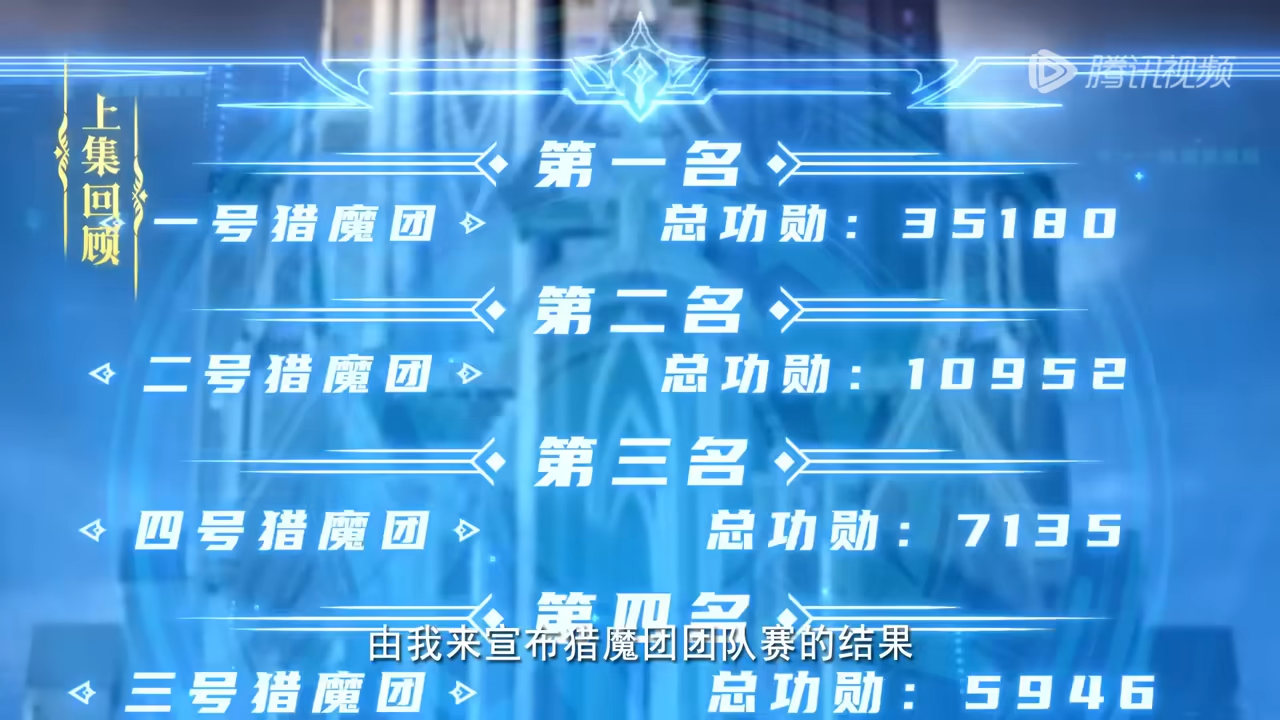 腾讯视频
上集回顾
第一名
一号猎魔团 总功勋：35180
第二名
二号猎魔团 总功勋：10952
第三名
四号猎魔团 总功勋：7135
第四名
由我来宣布猎魔团团队赛的结果
三号猎魔团 总功勋：5946